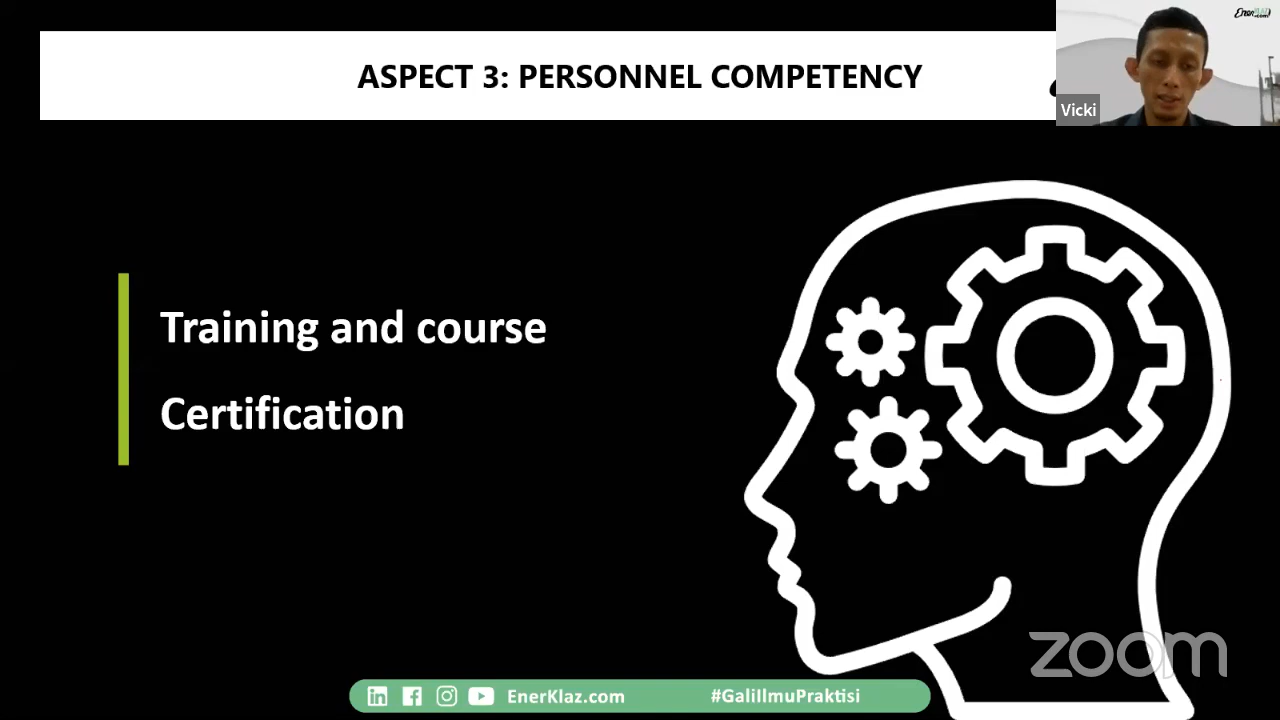 ASPECT 3: PERSONNEL COMPETENCY
Vicki
Training and course
Certification
zoom
EnerKlaz.com
#GaliIlmuPraktisi